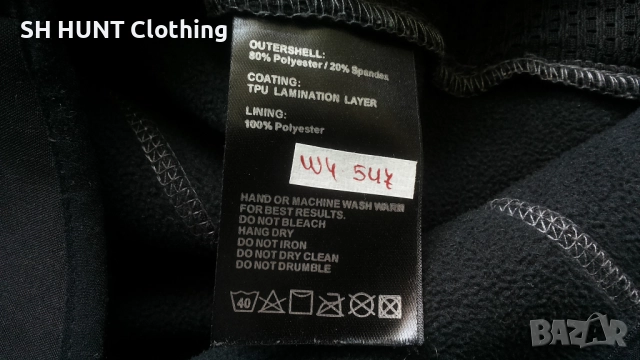 SH HUNT Clothing
OUTERSHELL:
80% Polyester / 20% Spandex
COATING:
TPU LAMINATION LAYER
LINING:
100% Polyester
W4 547
HAND OR MACHINE WASH WARM
FOR BEST RESULTS.
DO NOT BLEACH
HANG DRY
DO NOT IRON
DO NOT DRY CLEAN
DO NOT DRUMBLE
40
BAZAR